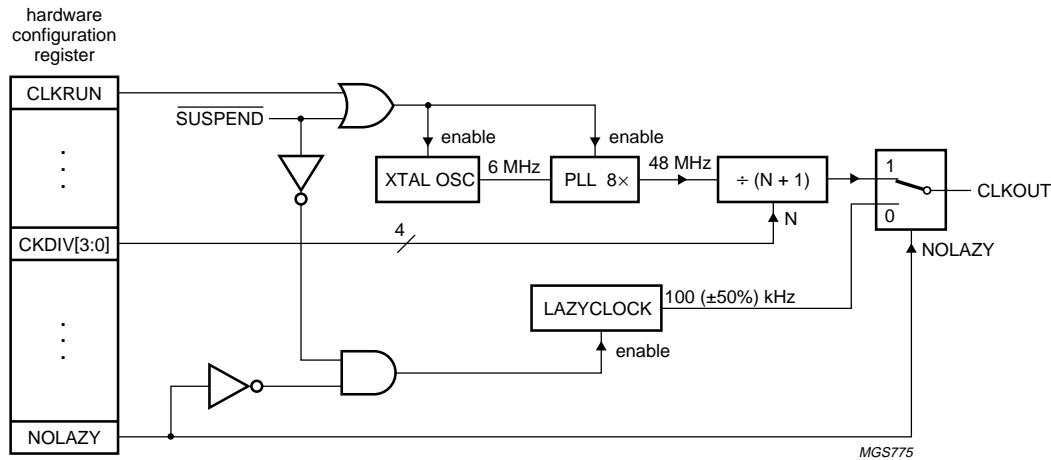 hardware
configuration
register
CLKRUN
SUSPEND
enable
enable
XTAL OSC
6 MHz
PLL 8×
48 MHz
÷ (N + 1)
1
0
CLKOUT
N
NOLAZY
CKDIV[3:0]
4
LAZYCLOCK
100 (±50%) kHz
enable
NOLAZY
MGS775